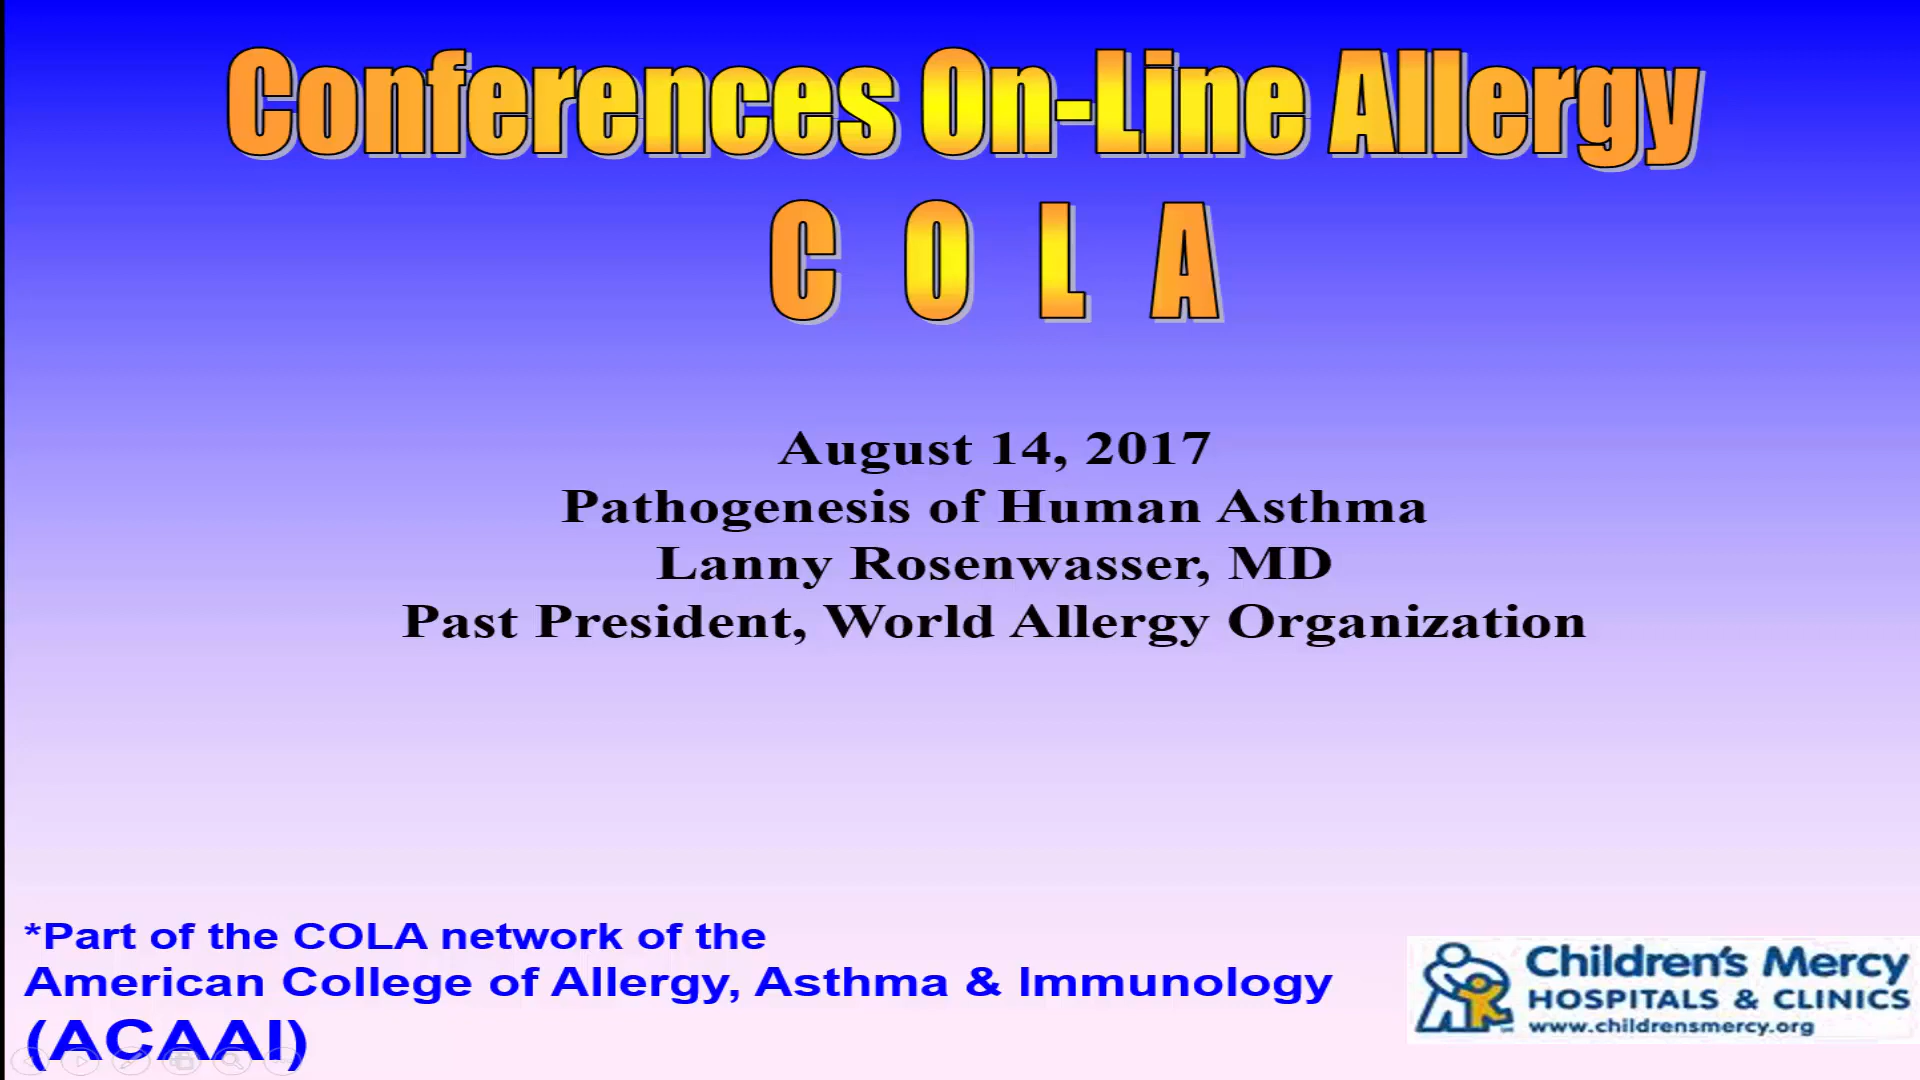 Conferences On-Line Allergy
C O L A
August 14, 2017
Pathogenesis of Human Asthma
Lanny Rosenwasser, MD
Past President, World Allergy Organization
*Part of the COLA network of the
American College of Allergy, Asthma & Immunology
(ACAAI)
Children's Mercy
HOSPITALS & CLINICS
www.childrensmercy.org